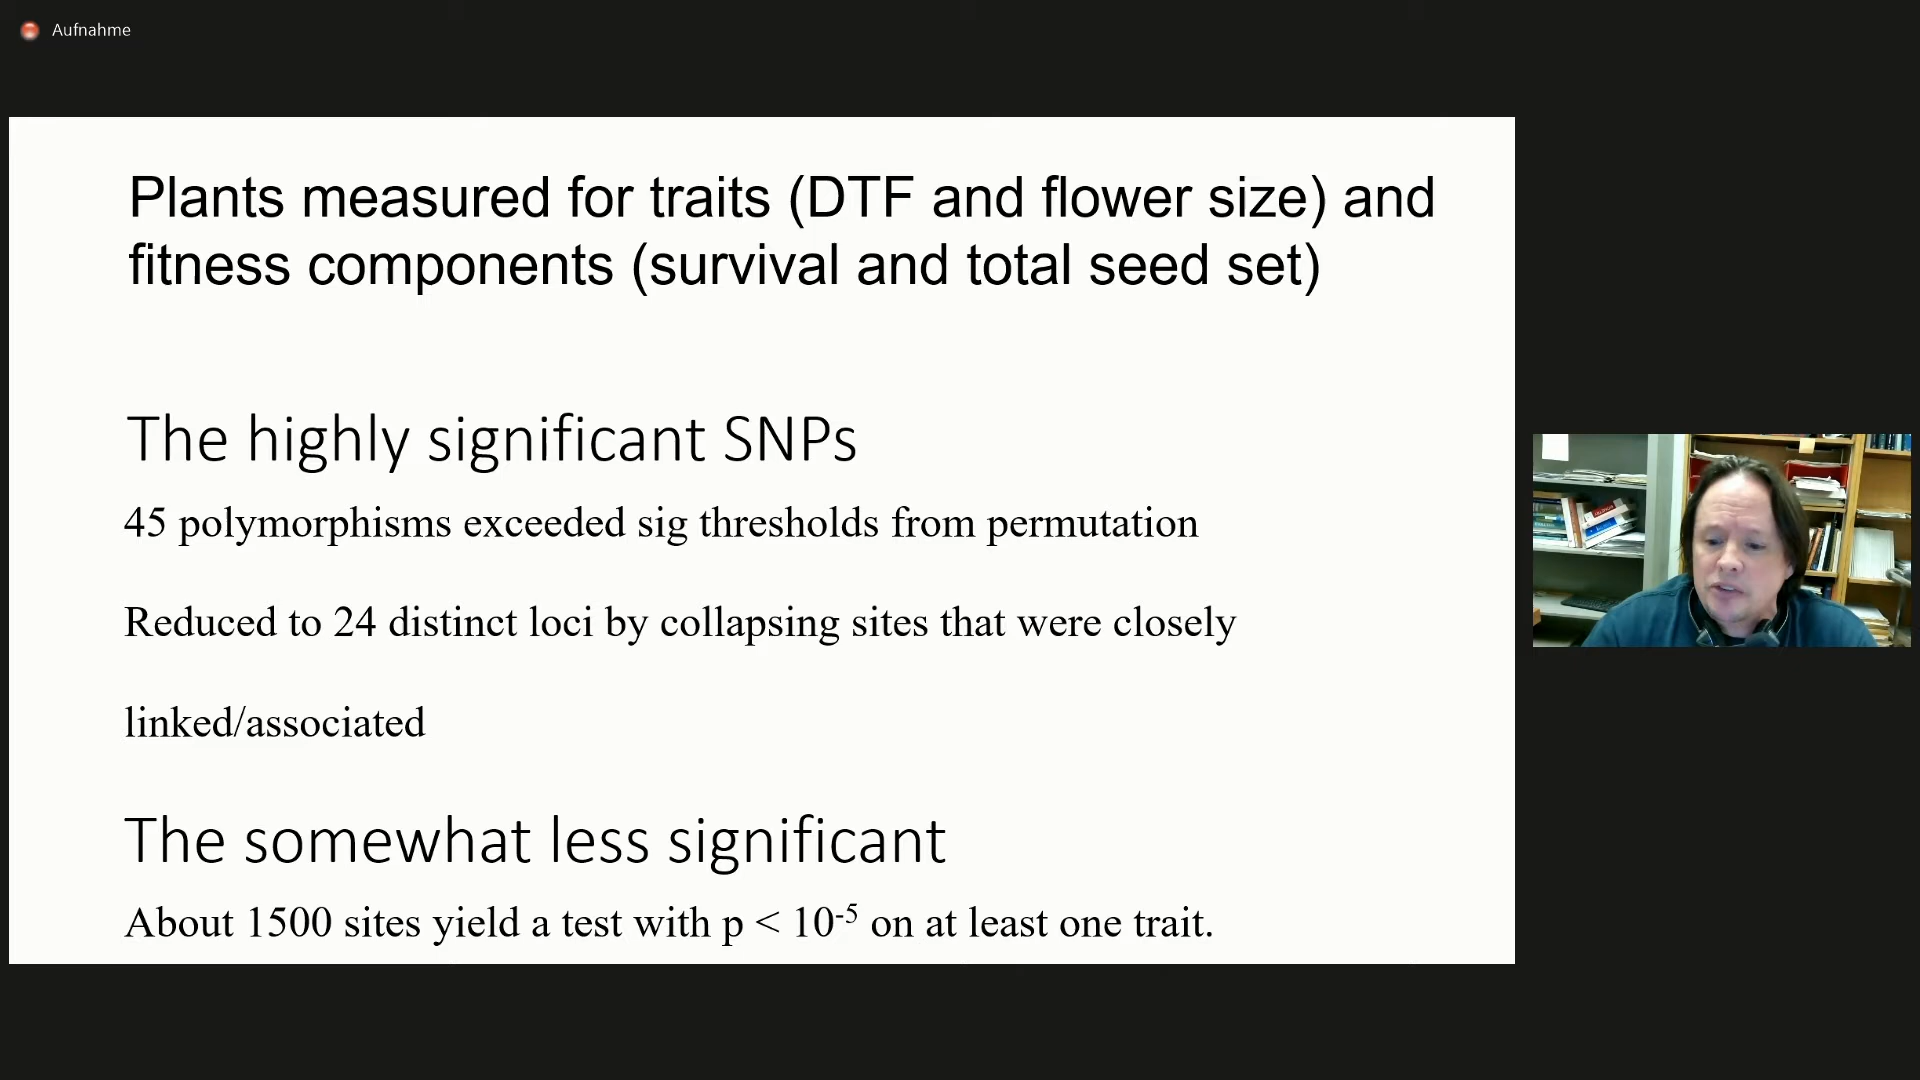 Aufnahme
Plants measured for traits (DTF and flower size) and
fitness components (survival and total seed set)
The highly significant SNPs
45 polymorphisms exceeded sig thresholds from permutation
Reduced to 24 distinct loci by collapsing sites that were closely
linked/associated
The somewhat less significant
About 1500 sites yield a test with p < 10⁻⁵ on at least one trait.